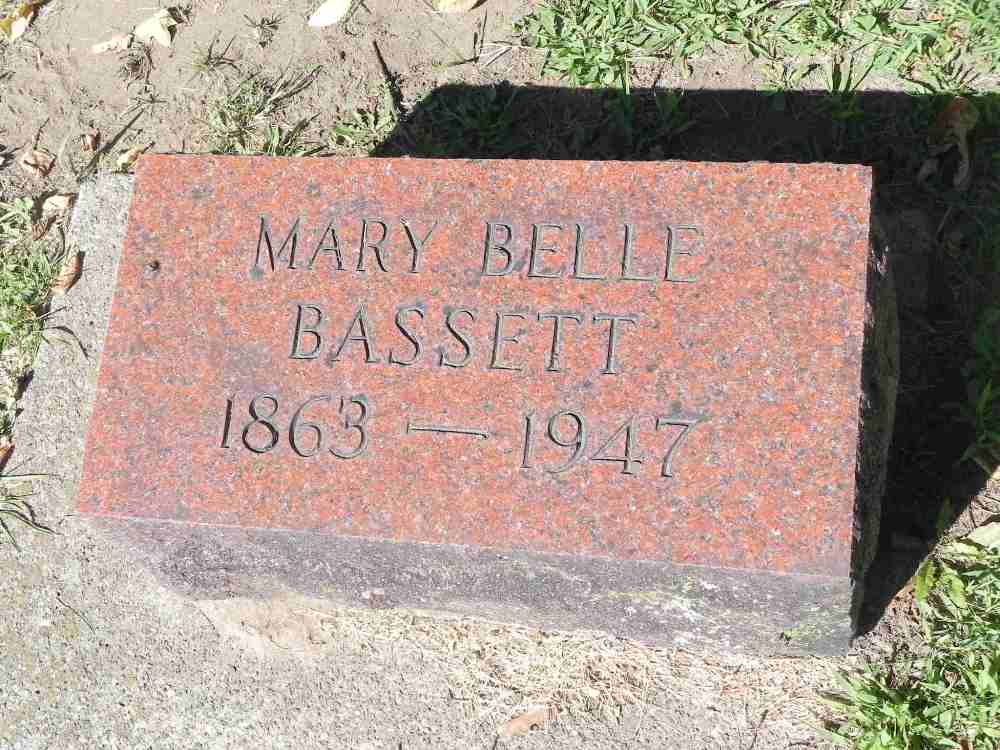 MARY BELLE
BASSETT
1863 — 1947